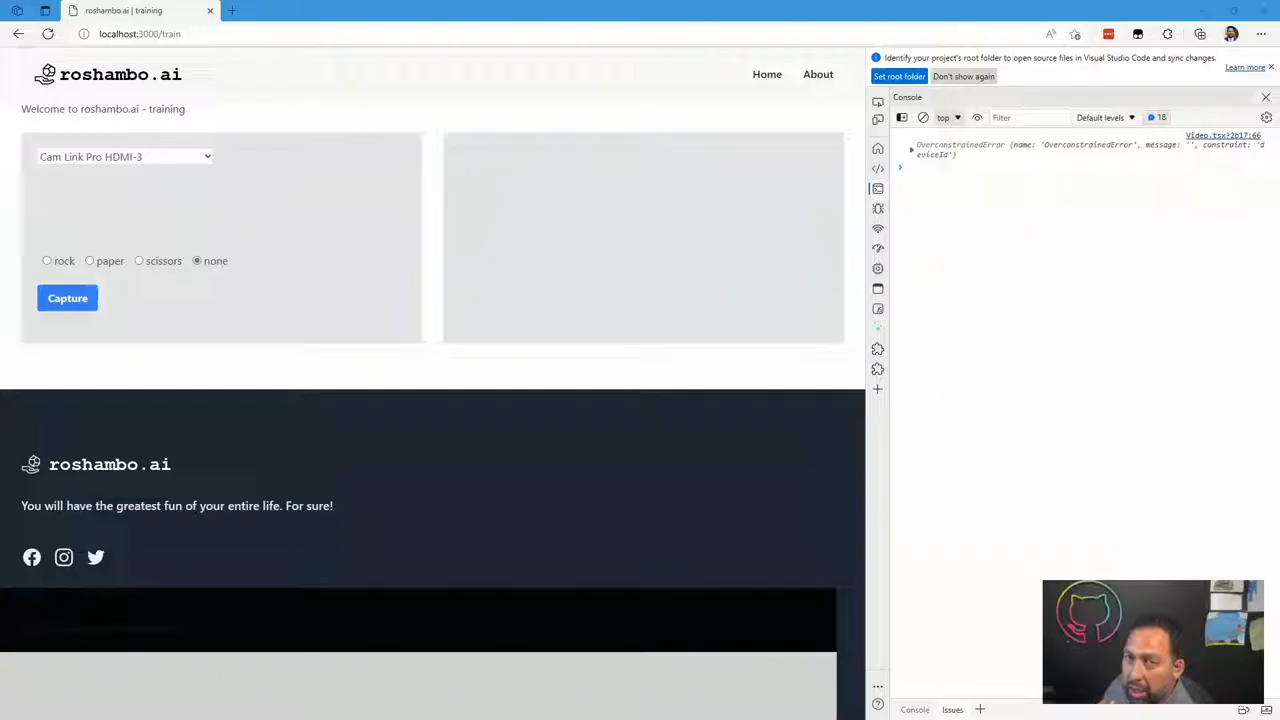 roshambo.ai | training
localhost:3000/train
Identify your project's root folder to open source files in Visual Studio Code and sync changes.
Learn more
Set root folder
Don't show again
roshambo.ai
Home
About
Console
top
Filter
Default levels
18
Welcome to roshambo.ai - training
Video.tsx?2b17:66
OverconstrainedError {name: 'OverconstrainedError', message: '', constraint: 'd
eviceId'}
Cam Link Pro HDMI-3
rock
paper
scissors
none
Capture
roshambo.ai
You will have the greatest fun of your entire life. For sure!
Console
Issues